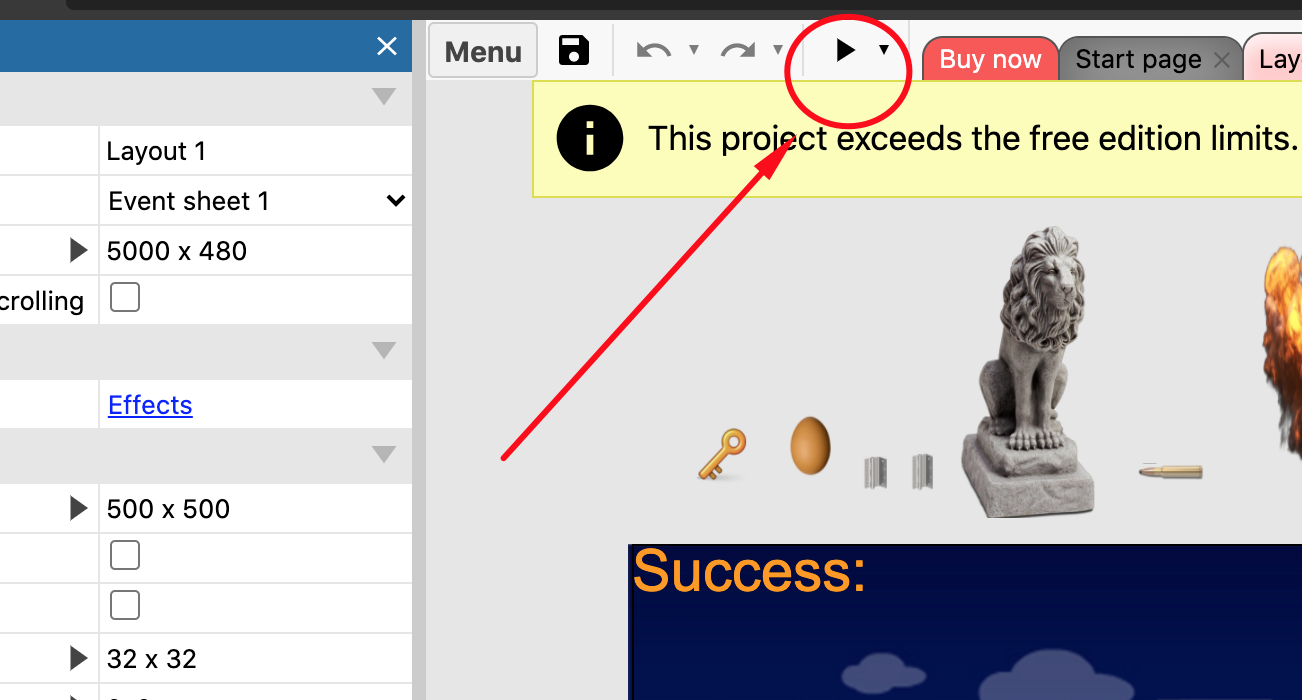 Menu
Buy now
Start page
Lay
This project exceeds the free edition limits.
Layout 1
Event sheet 1
5000 x 480
crolling
Effects
500 x 500
32 x 32
Success: